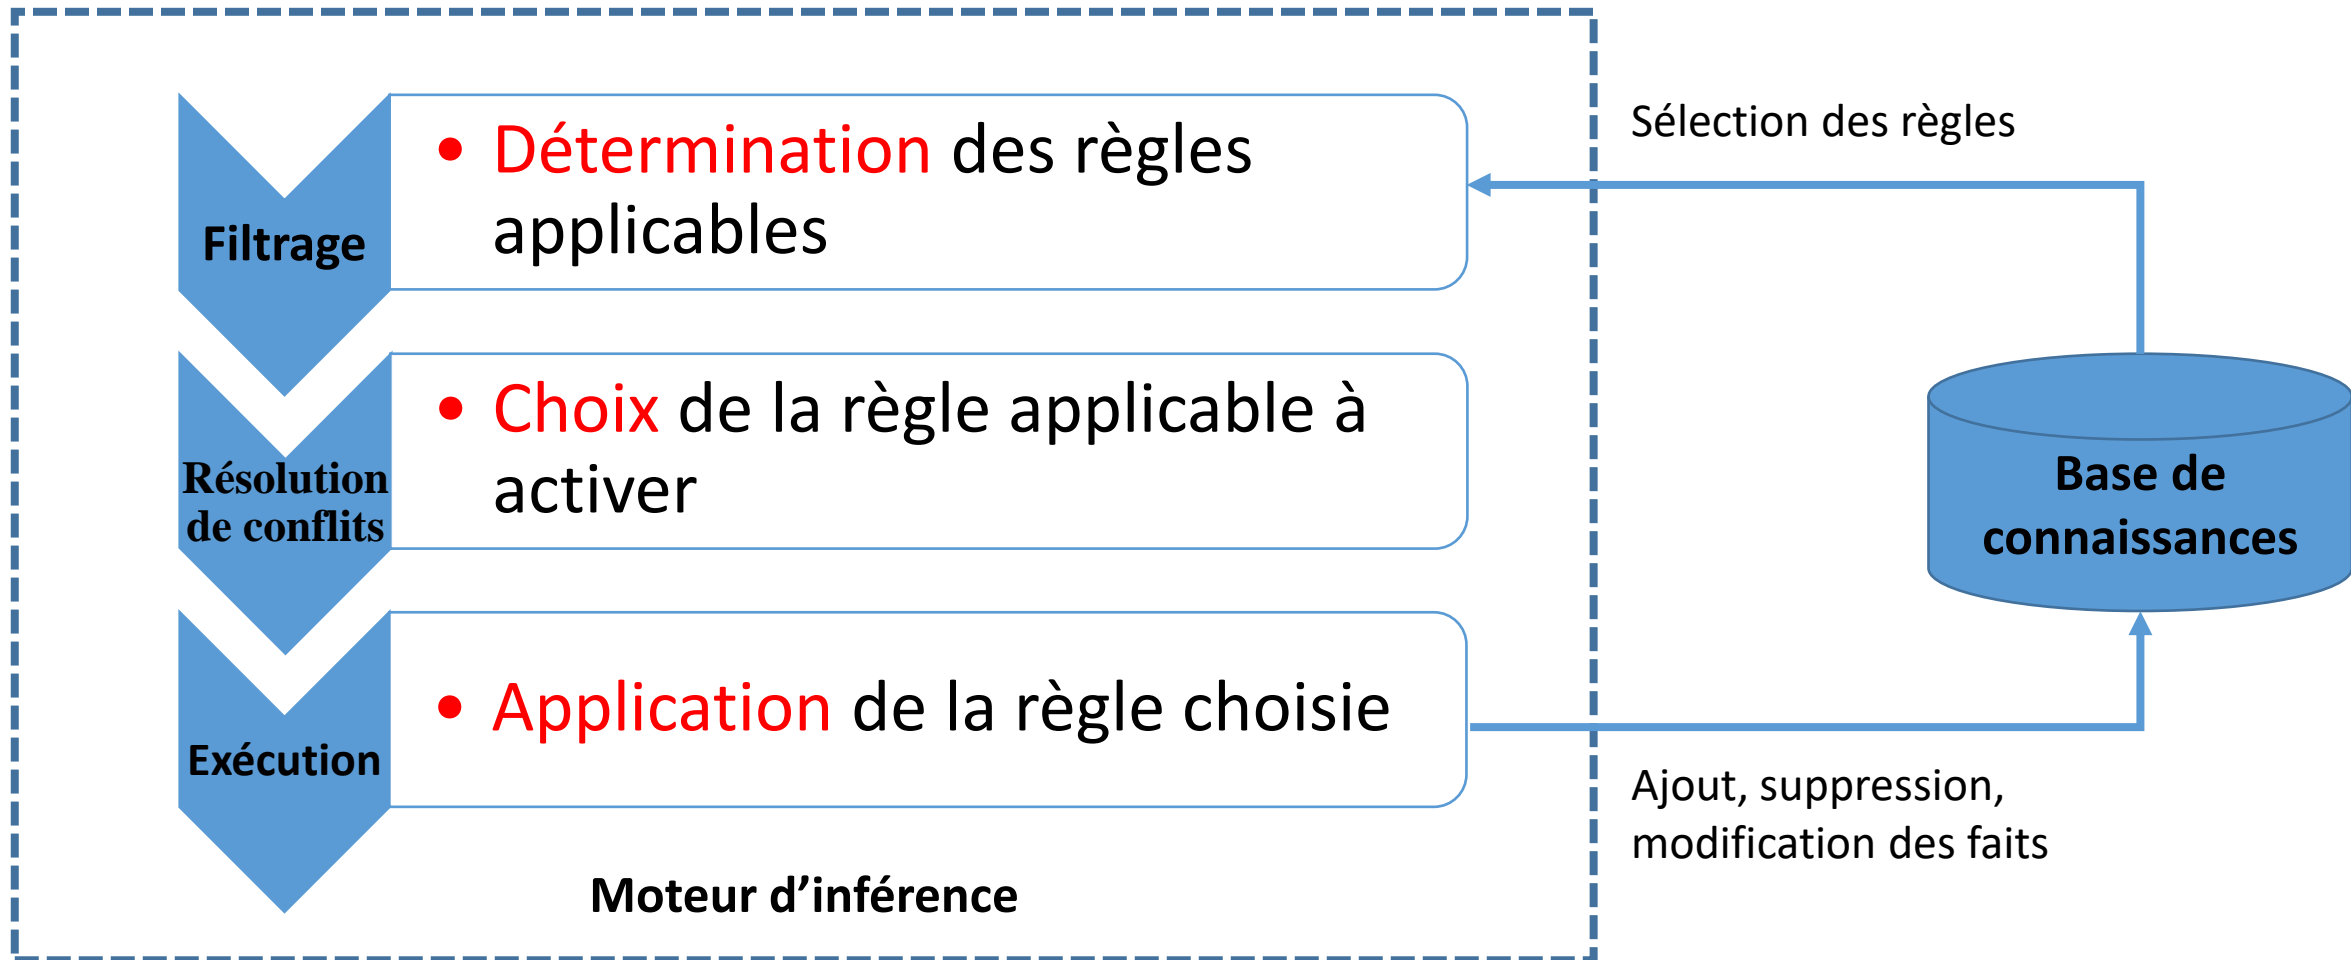 Filtrage
• Détermination des règles
applicables
Résolution
de conflits
• Choix de la règle applicable à
activer
Exécution
• Application de la règle choisie
Moteur d’inférence
Sélection des règles
Base de
connaissances
Ajout, suppression,
modification des faits